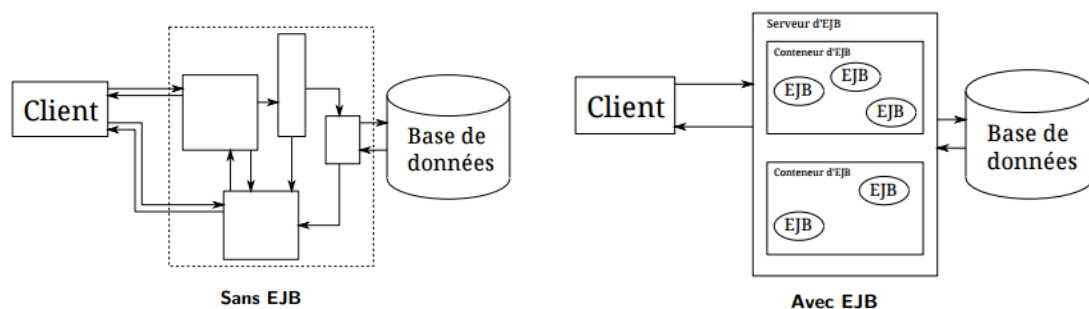 Client
Base de
données
Sans EJB
Serveur d'EJB
Conteneur d'EJB
EJB
EJB
EJB
Conteneur d'EJB
EJB
EJB
Client
Base de
données
Avec EJB